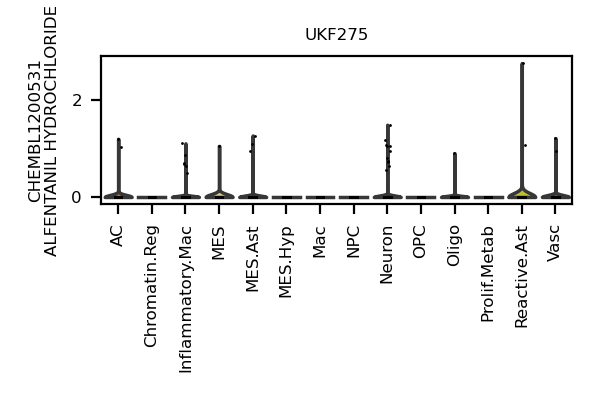 UKF275
CHEMBL1200531
ALFENTANIL HYDROCHLORIDE
2
0
AC
Chromatin.Reg
Inflammatory.Mac
MES
MES.Ast
MES.Hyp
Mac
NPC
Neuron
OPC
Oligo
Prolif.Metab
Reactive.Ast
Vasc